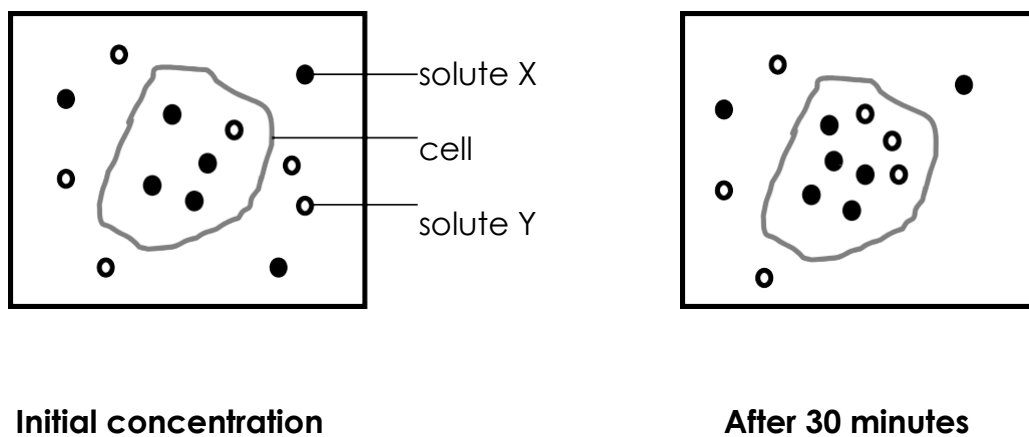 solute X
cell
solute Y
Initial concentration
After 30 minutes